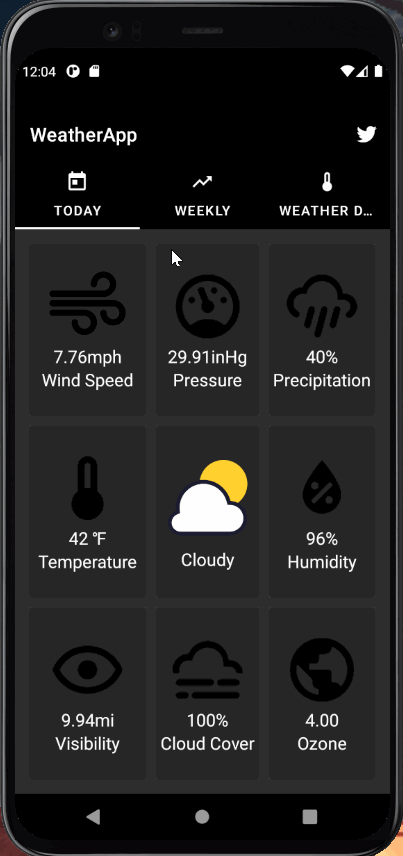 12:04
WeatherApp
TODAY
WEEKLY
WEATHER D…
7.76mph
Wind Speed
29.91inHg
Pressure
40%
Precipitation
42 °F
Temperature
Cloudy
96%
Humidity
9.94mi
Visibility
100%
Cloud Cover
4.00
Ozone